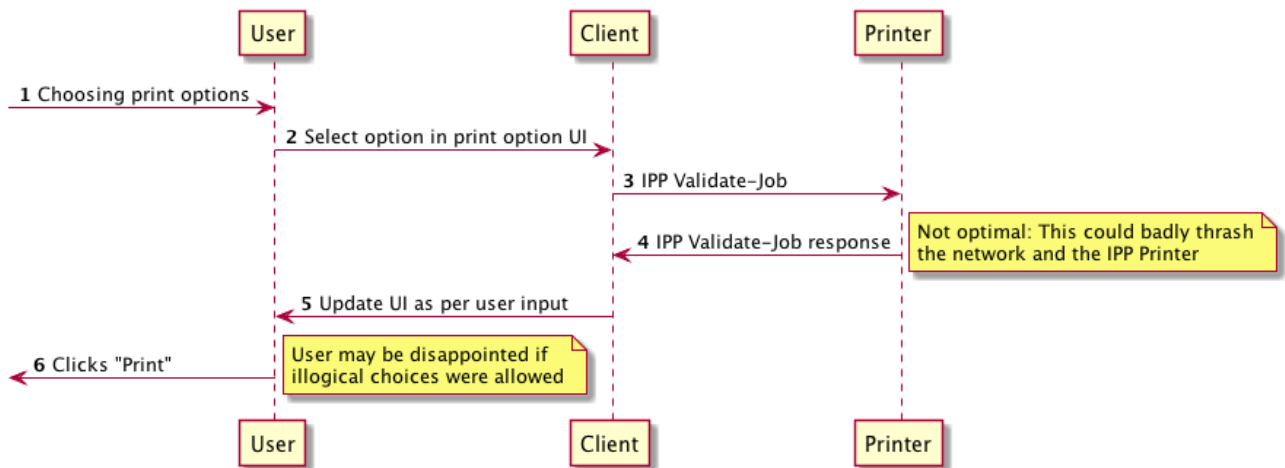 User
Client
Printer
1 Choosing print options
2 Select option in print option UI
3 IPP Validate-Job
4 IPP Validate-Job response
Not optimal: This could badly thrash
the network and the IPP Printer
5 Update UI as per user input
6 Clicks "Print"
User may be disappointed if
illogical choices were allowed
User
Client
Printer